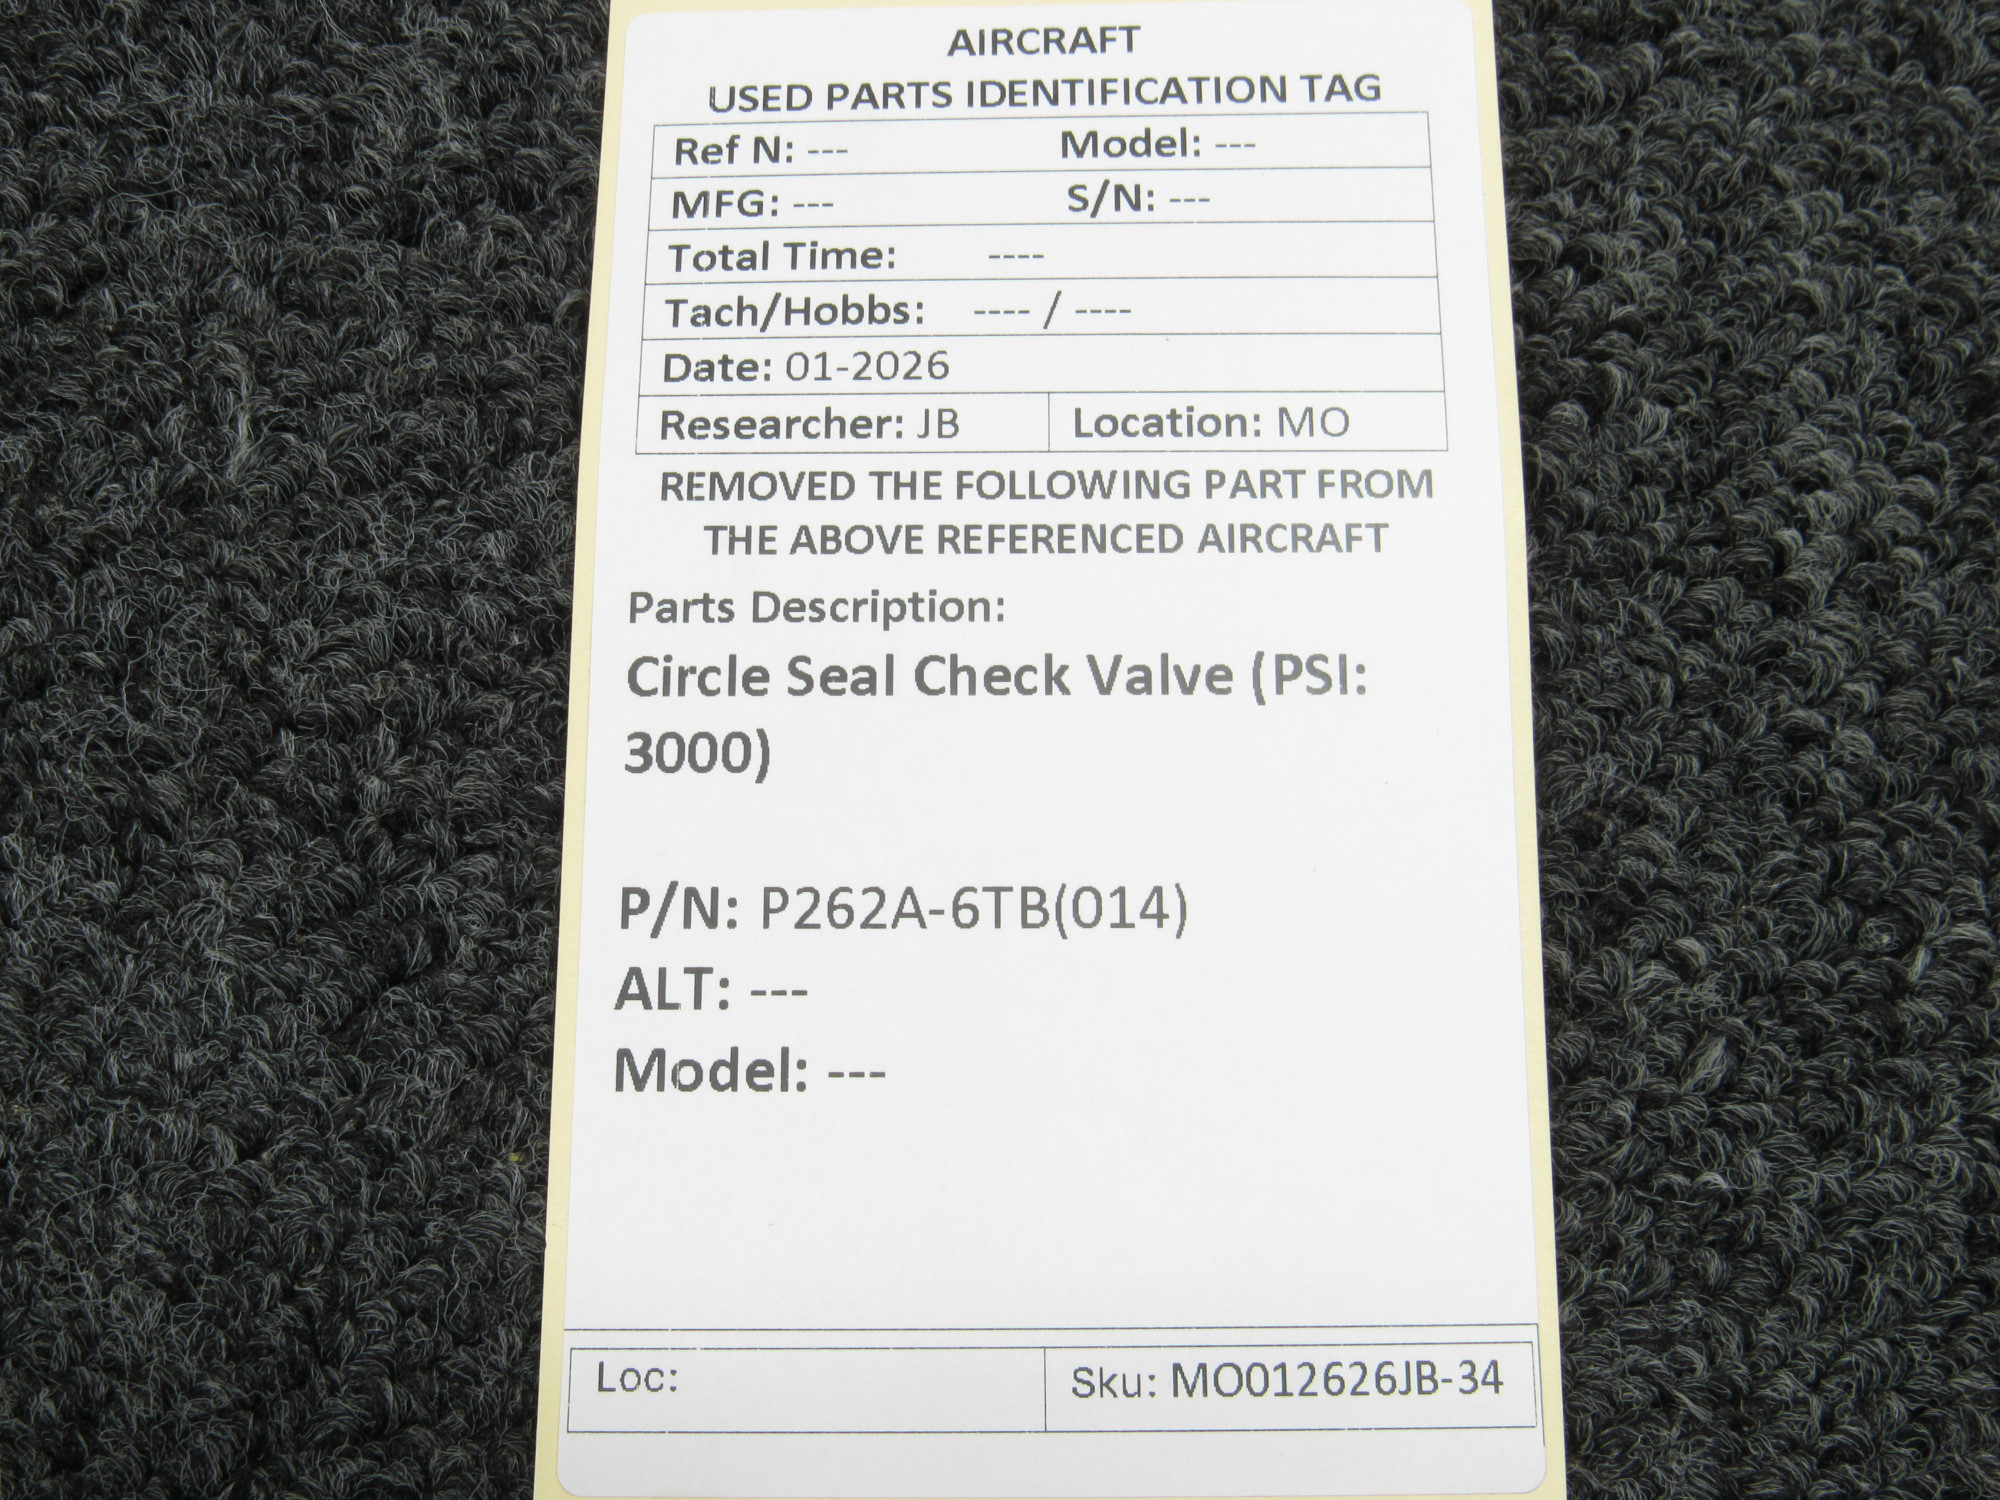 AIRCRAFT
USED PARTS IDENTIFICATION TAG
Ref N: --- Model: ---
MFG: --- S/N: ---
Total Time: ----
Tach/Hobbs: ---- / ----
Date: 01-2026
Researcher: JB Location: MO
REMOVED THE FOLLOWING PART FROM
THE ABOVE REFERENCED AIRCRAFT
Parts Description:
Circle Seal Check Valve (PSI:
3000)
P/N: P262A-6TB(014)
ALT: ---
Model: ---
Loc: Sku: MO012626JB-34